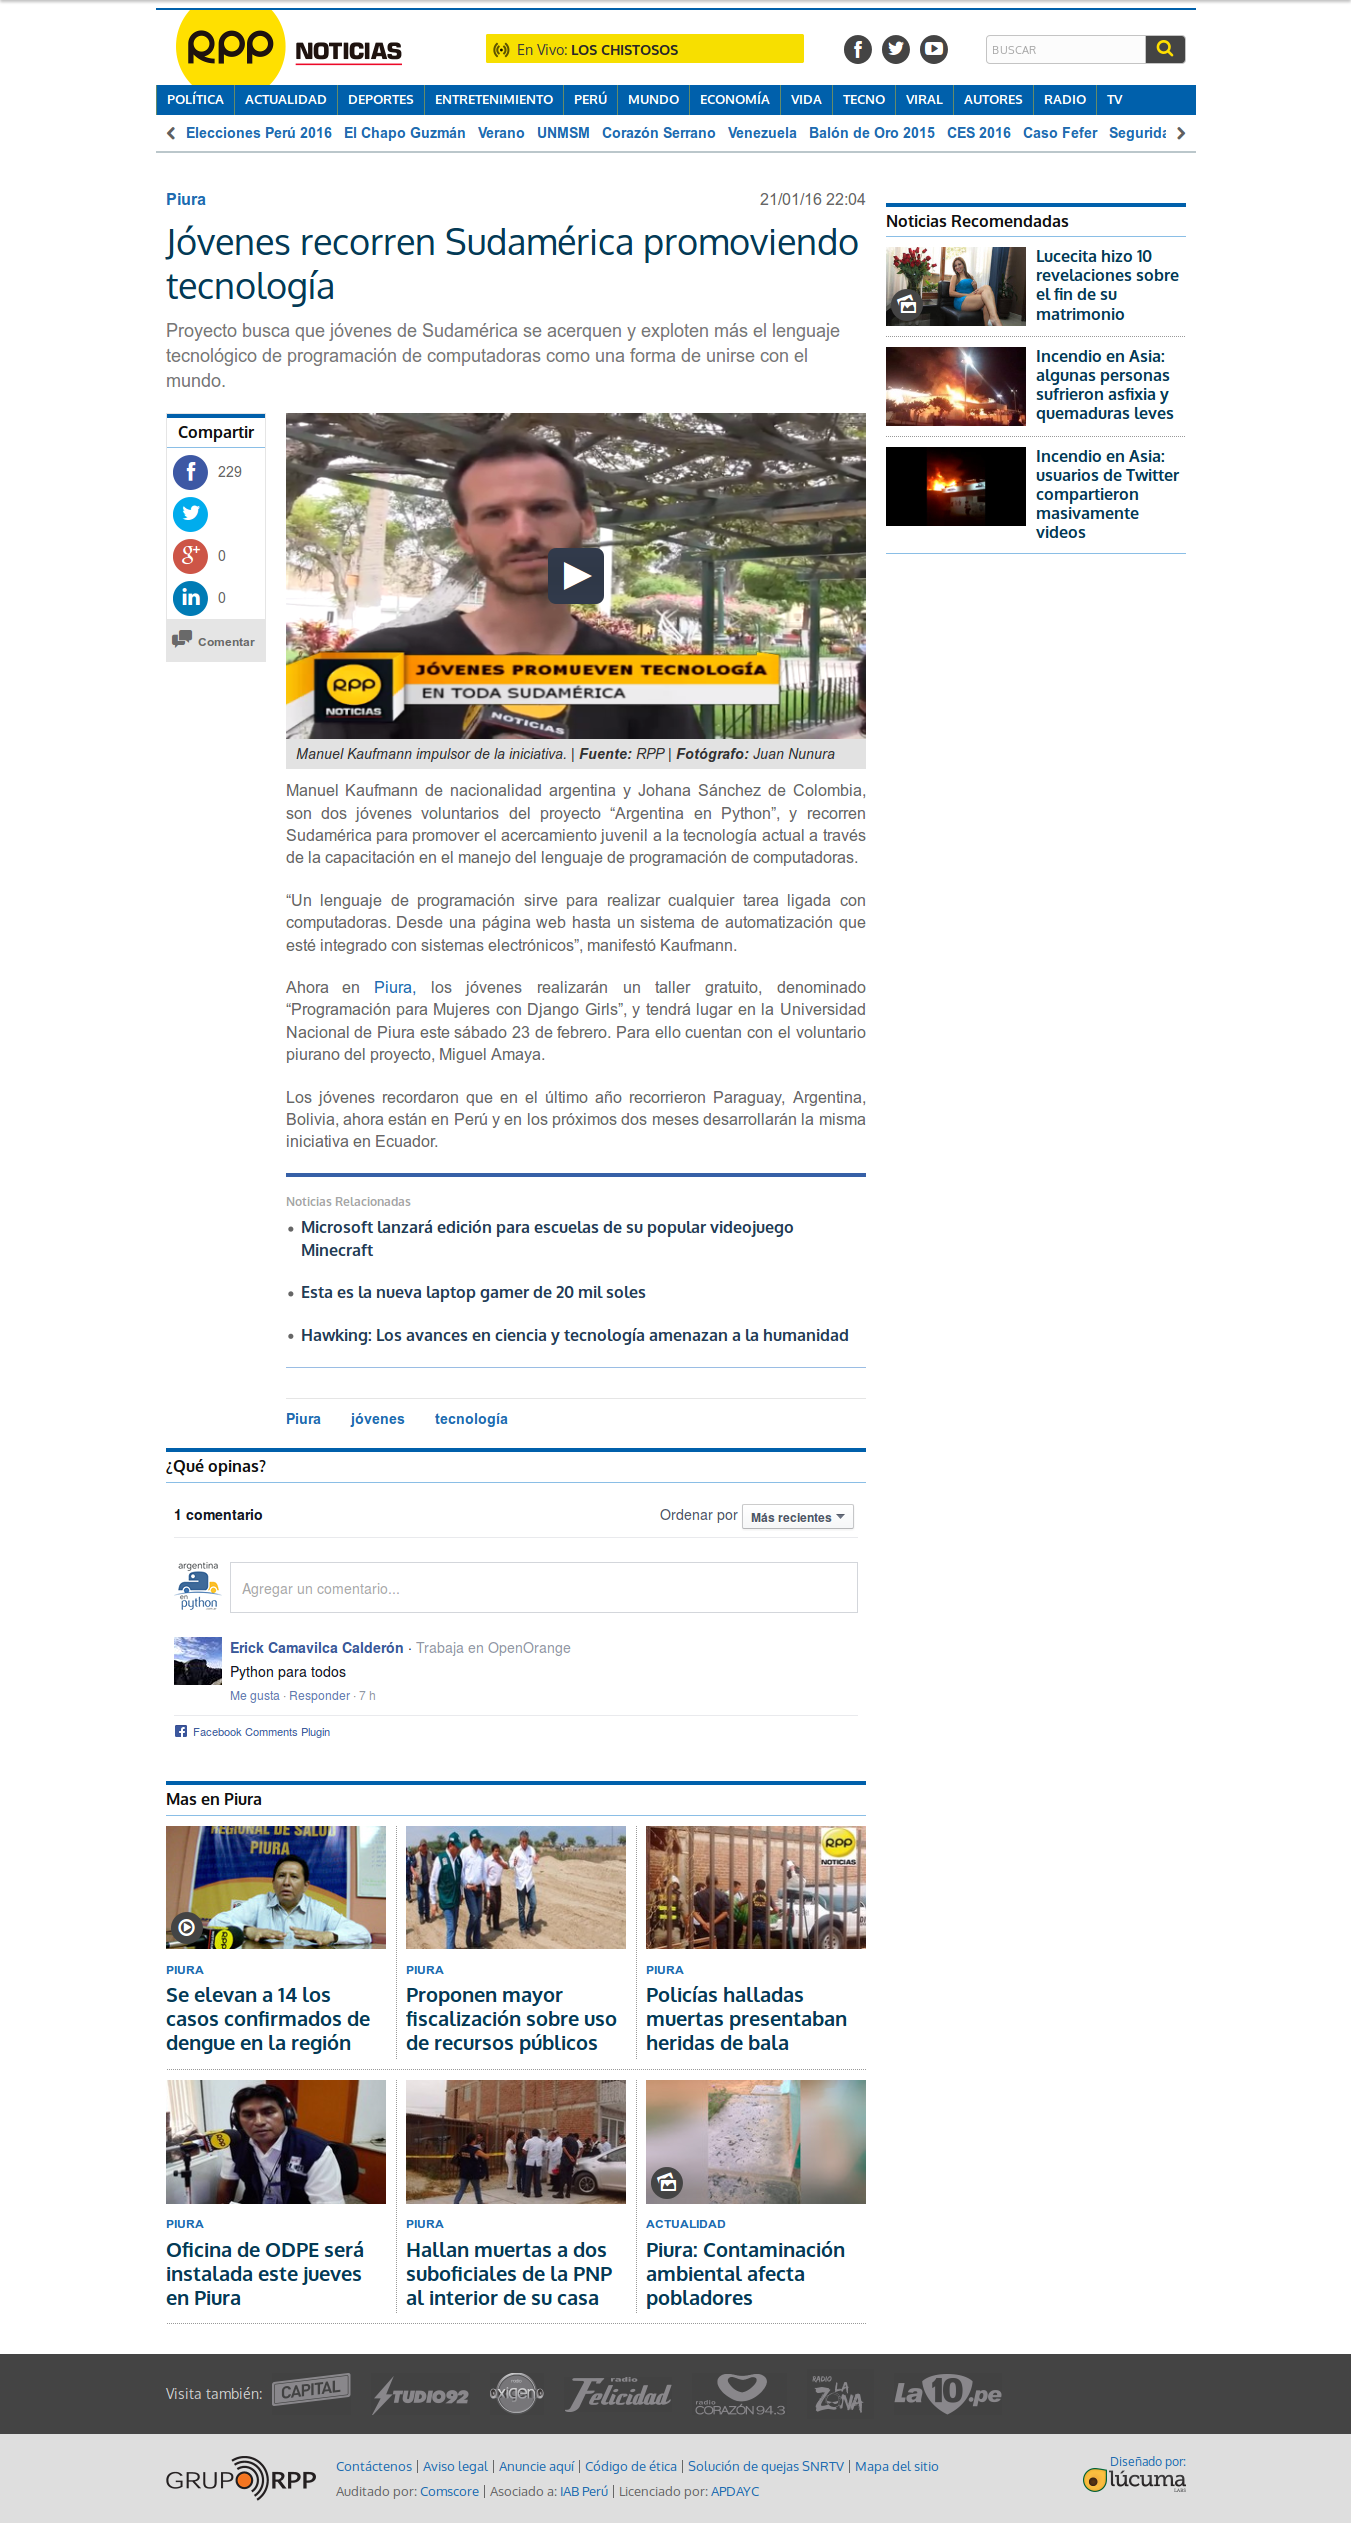 RPP NOTICIAS
En Vivo: LOS CHISTOSOS
BUSCAR
POLÍTICA ACTUALIDAD DEPORTES ENTRETENIMIENTO PERÚ MUNDO ECONOMÍA VIDA TECNO VIRAL AUTORES RADIO TV
Elecciones Perú 2016 El Chapo Guzmán Verano UNMSM Corazón Serrano Venezuela Balón de Oro 2015 CES 2016 Caso Fefer Segurida
Piura
21/01/16 22:04
Jóvenes recorren Sudamérica promoviendo
tecnología
Proyecto busca que jóvenes de Sudamérica se acerquen y exploten más el lenguaje
tecnológico de programación de computadoras como una forma de unirse con el
mundo.
Compartir
229
0
0
Comentar
JÓVENES PROMUEVEN TECNOLOGÍA
EN TODA SUDAMÉRICA
RPP
NOTICIAS
NOTICIAS
Manuel Kaufmann impulsor de la iniciativa. | Fuente: RPP | Fotógrafo: Juan Nunura
Manuel Kaufmann de nacionalidad argentina y Johana Sánchez de Colombia,
son dos jóvenes voluntarios del proyecto “Argentina en Python”, y recorren
Sudamérica para promover el acercamiento juvenil a la tecnología actual a través
de la capacitación en el manejo del lenguaje de programación de computadoras.
“Un lenguaje de programación sirve para realizar cualquier tarea ligada con
computadoras. Desde una página web hasta un sistema de automatización que
esté integrado con sistemas electrónicos”, manifestó Kaufmann.
Ahora en Piura, los jóvenes realizarán un taller gratuito, denominado
“Programación para Mujeres con Django Girls”, y tendrá lugar en la Universidad
Nacional de Piura este sábado 23 de febrero. Para ello cuentan con el voluntario
piurano del proyecto, Miguel Amaya.
Los jóvenes recordaron que en el último año recorrieron Paraguay, Argentina,
Bolivia, ahora están en Perú y en los próximos dos meses desarrollarán la misma
iniciativa en Ecuador.
Noticias Relacionadas
• Microsoft lanzará edición para escuelas de su popular videojuego
Minecraft
• Esta es la nueva laptop gamer de 20 mil soles
• Hawking: Los avances en ciencia y tecnología amenazan a la humanidad
Piura jóvenes tecnología
Noticias Recomendadas
Lucecita hizo 10
revelaciones sobre
el fin de su
matrimonio
Incendio en Asia:
algunas personas
sufrieron asfixia y
quemaduras leves
Incendio en Asia:
usuarios de Twitter
compartieron
masivamente
videos
¿Qué opinas?
1 comentario
Ordenar por Más recientes
argentina
en
python
Agregar un comentario...
Erick Camavilca Calderón · Trabaja en OpenOrange
Python para todos
Me gusta · Responder · 7 h
Facebook Comments Plugin
Mas en Piura
REGIONAL DE SALUD
PIURA
RPP
RPP
NOTICIAS
PIURA
Se elevan a 14 los
casos confirmados de
dengue en la región
PIURA
Proponen mayor
fiscalización sobre uso
de recursos públicos
PIURA
Policías halladas
muertas presentaban
heridas de bala
RPP
PIURA
Oficina de ODPE será
instalada este jueves
en Piura
PIURA
Hallan muertas a dos
suboficiales de la PNP
al interior de su casa
ACTUALIDAD
Piura: Contaminación
ambiental afecta
pobladores
Visita también: CAPITAL STUDIO92 oxigeno radio Felicidad radio CORAZÓN 94.3 RADIO LA ZONA La10.pe
GRUPORPP
Contáctenos | Aviso legal | Anuncie aquí | Código de ética | Solución de quejas SNRTV | Mapa del sitio
Auditado por: Comscore | Asociado a: IAB Perú | Licenciado por: APDAYC
Diseñado por:
lúcuma
LABS